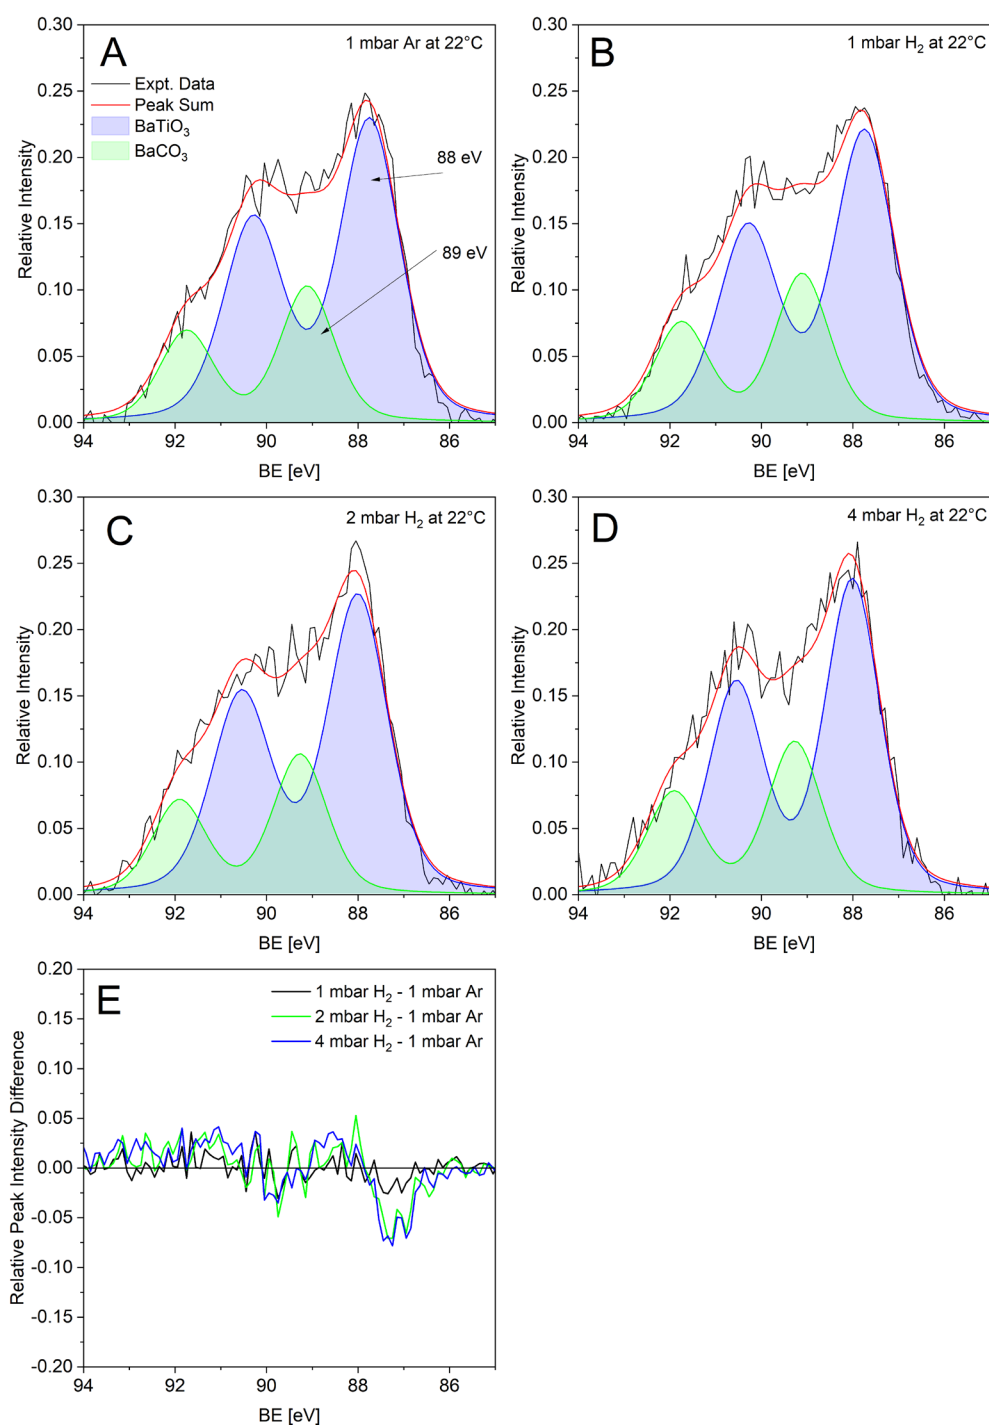 A
1 mbar Ar at 22°C
Expt. Data
Peak Sum
BaTiO3
BaCO3
88 eV
89 eV
0.30
0.25
0.20
0.15
0.10
0.05
0.00
94 92 90 88 86
Relative Intensity
BE [eV]
B
1 mbar H2 at 22°C
0.30
0.25
0.20
0.15
0.10
0.05
0.00
94 92 90 88 86
Relative Intensity
BE [eV]
C
2 mbar H2 at 22°C
0.30
0.25
0.20
0.15
0.10
0.05
0.00
94 92 90 88 86
Relative Intensity
BE [eV]
D
4 mbar H2 at 22°C
0.30
0.25
0.20
0.15
0.10
0.05
0.00
94 92 90 88 86
Relative Intensity
BE [eV]
E
1 mbar H2 - 1 mbar Ar
2 mbar H2 - 1 mbar Ar
4 mbar H2 - 1 mbar Ar
0.20
0.15
0.10
0.05
0.00
-0.05
-0.10
-0.15
-0.20
94 92 90 88 86
Relative Peak Intensity Difference
BE [eV]